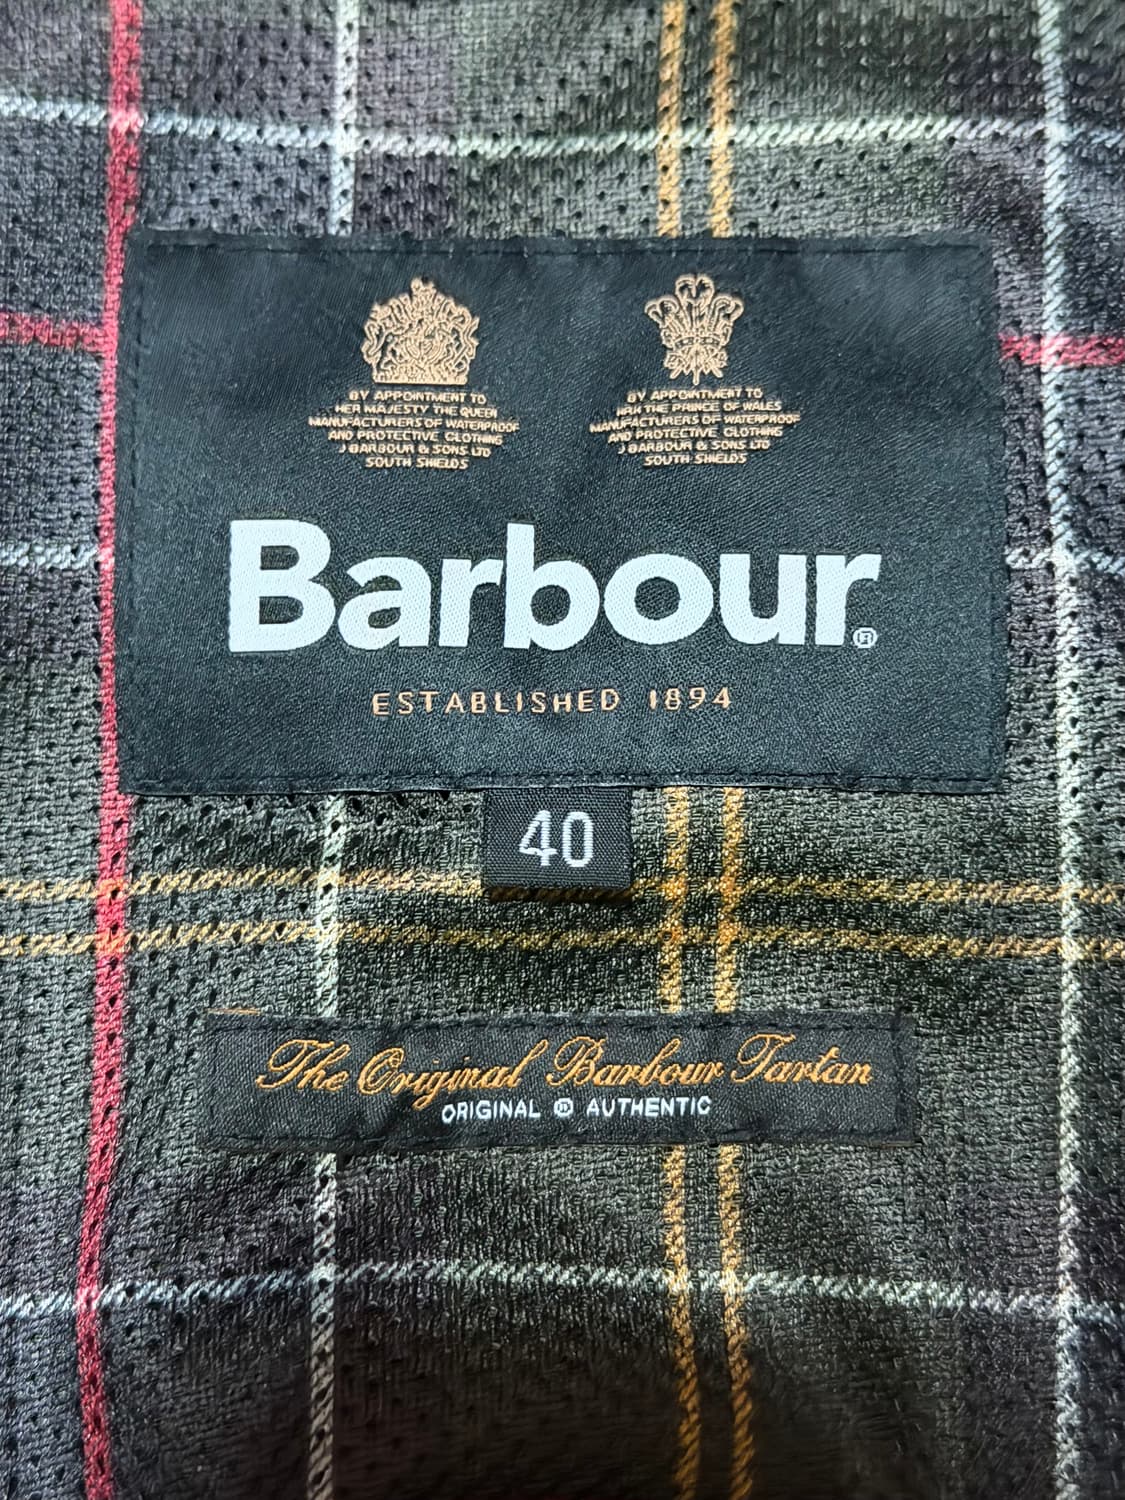 BY APPOINTMENT TO
HER MAJESTY THE QUEEN
MANUFACTURERS OF WATERPROOF
AND PROTECTIVE CLOTHING
J BARBOUR & SONS LTD
SOUTH SHIELDS
BY APPOINTMENT TO
HRH THE PRINCE OF WALES
MANUFACTURERS OF WATERPROOF
AND PROTECTIVE CLOTHING
J BARBOUR & SONS LTD
SOUTH SHIELDS
Barbour®
ESTABLISHED 1894
40
The Original Barbour Tartan
ORIGINAL ® AUTHENTIC